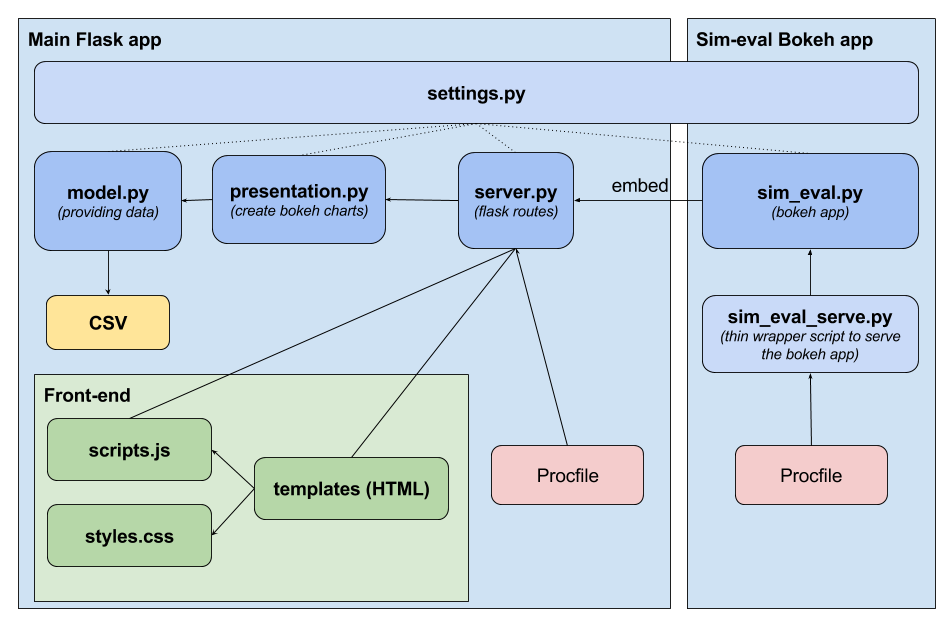 Main Flask app
Sim-eval Bokeh app
settings.py
model.py
(providing data)
presentation.py
(create bokeh charts)
server.py
(flask routes)
embed
sim_eval.py
(bokeh app)
CSV
sim_eval_serve.py
(thin wrapper script to serve
the bokeh app)
Front-end
scripts.js
templates (HTML)
styles.css
Procfile
Procfile